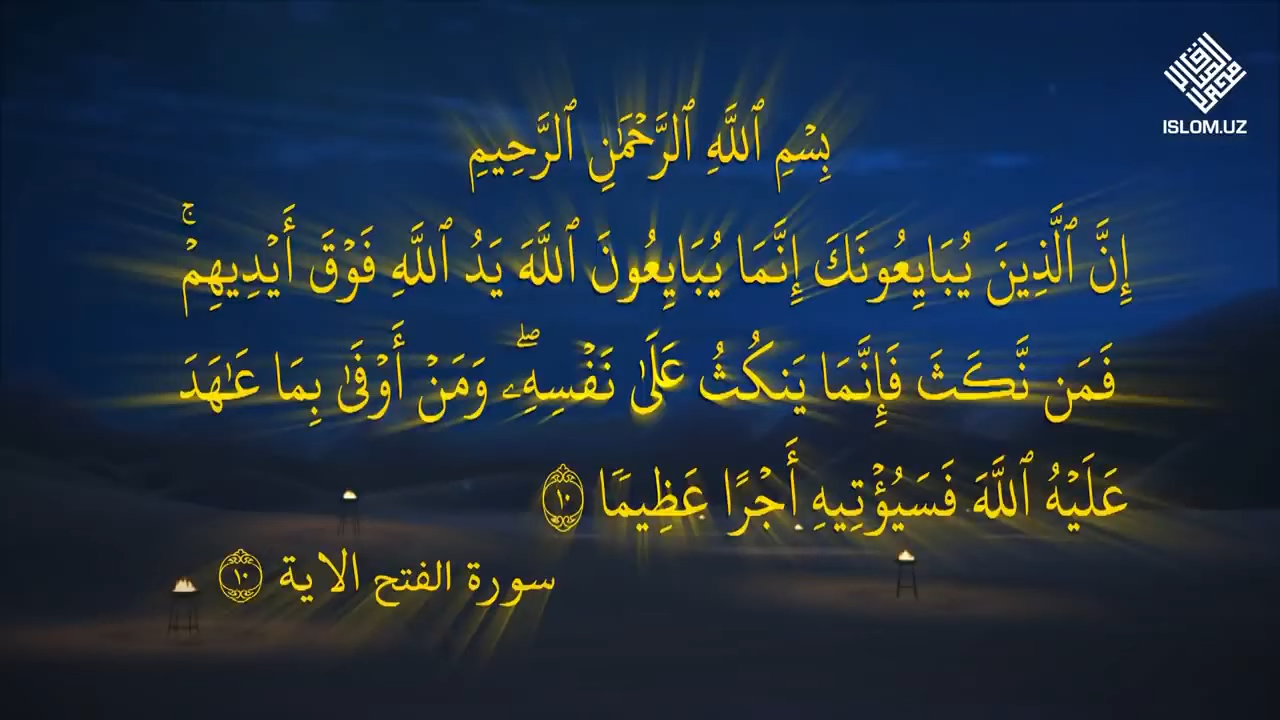 ISLOM.UZ
بِسْمِ ٱللَّهِ ٱلرَّحْمَٰنِ ٱلرَّحِيمِ
إِنَّ ٱلَّذِينَ يُبَايِعُونَكَ إِنَّمَا يُبَايِعُونَ ٱللَّهَ يَدُ ٱللَّهِ فَوْقَ أَيْدِيهِمْۚ
فَمَن نَّكَثَ فَإِنَّمَا يَنكُثُ عَلَىٰ نَفْسِهِۦۖ وَمَنْ أَوْفَىٰ بِمَا عَٰهَدَ
عَلَيْهُ ٱللَّهَ فَسَيُؤْتِيهِ أَجْرًا عَظِيمًا ١٠
سورة الفتح الاية ١٠